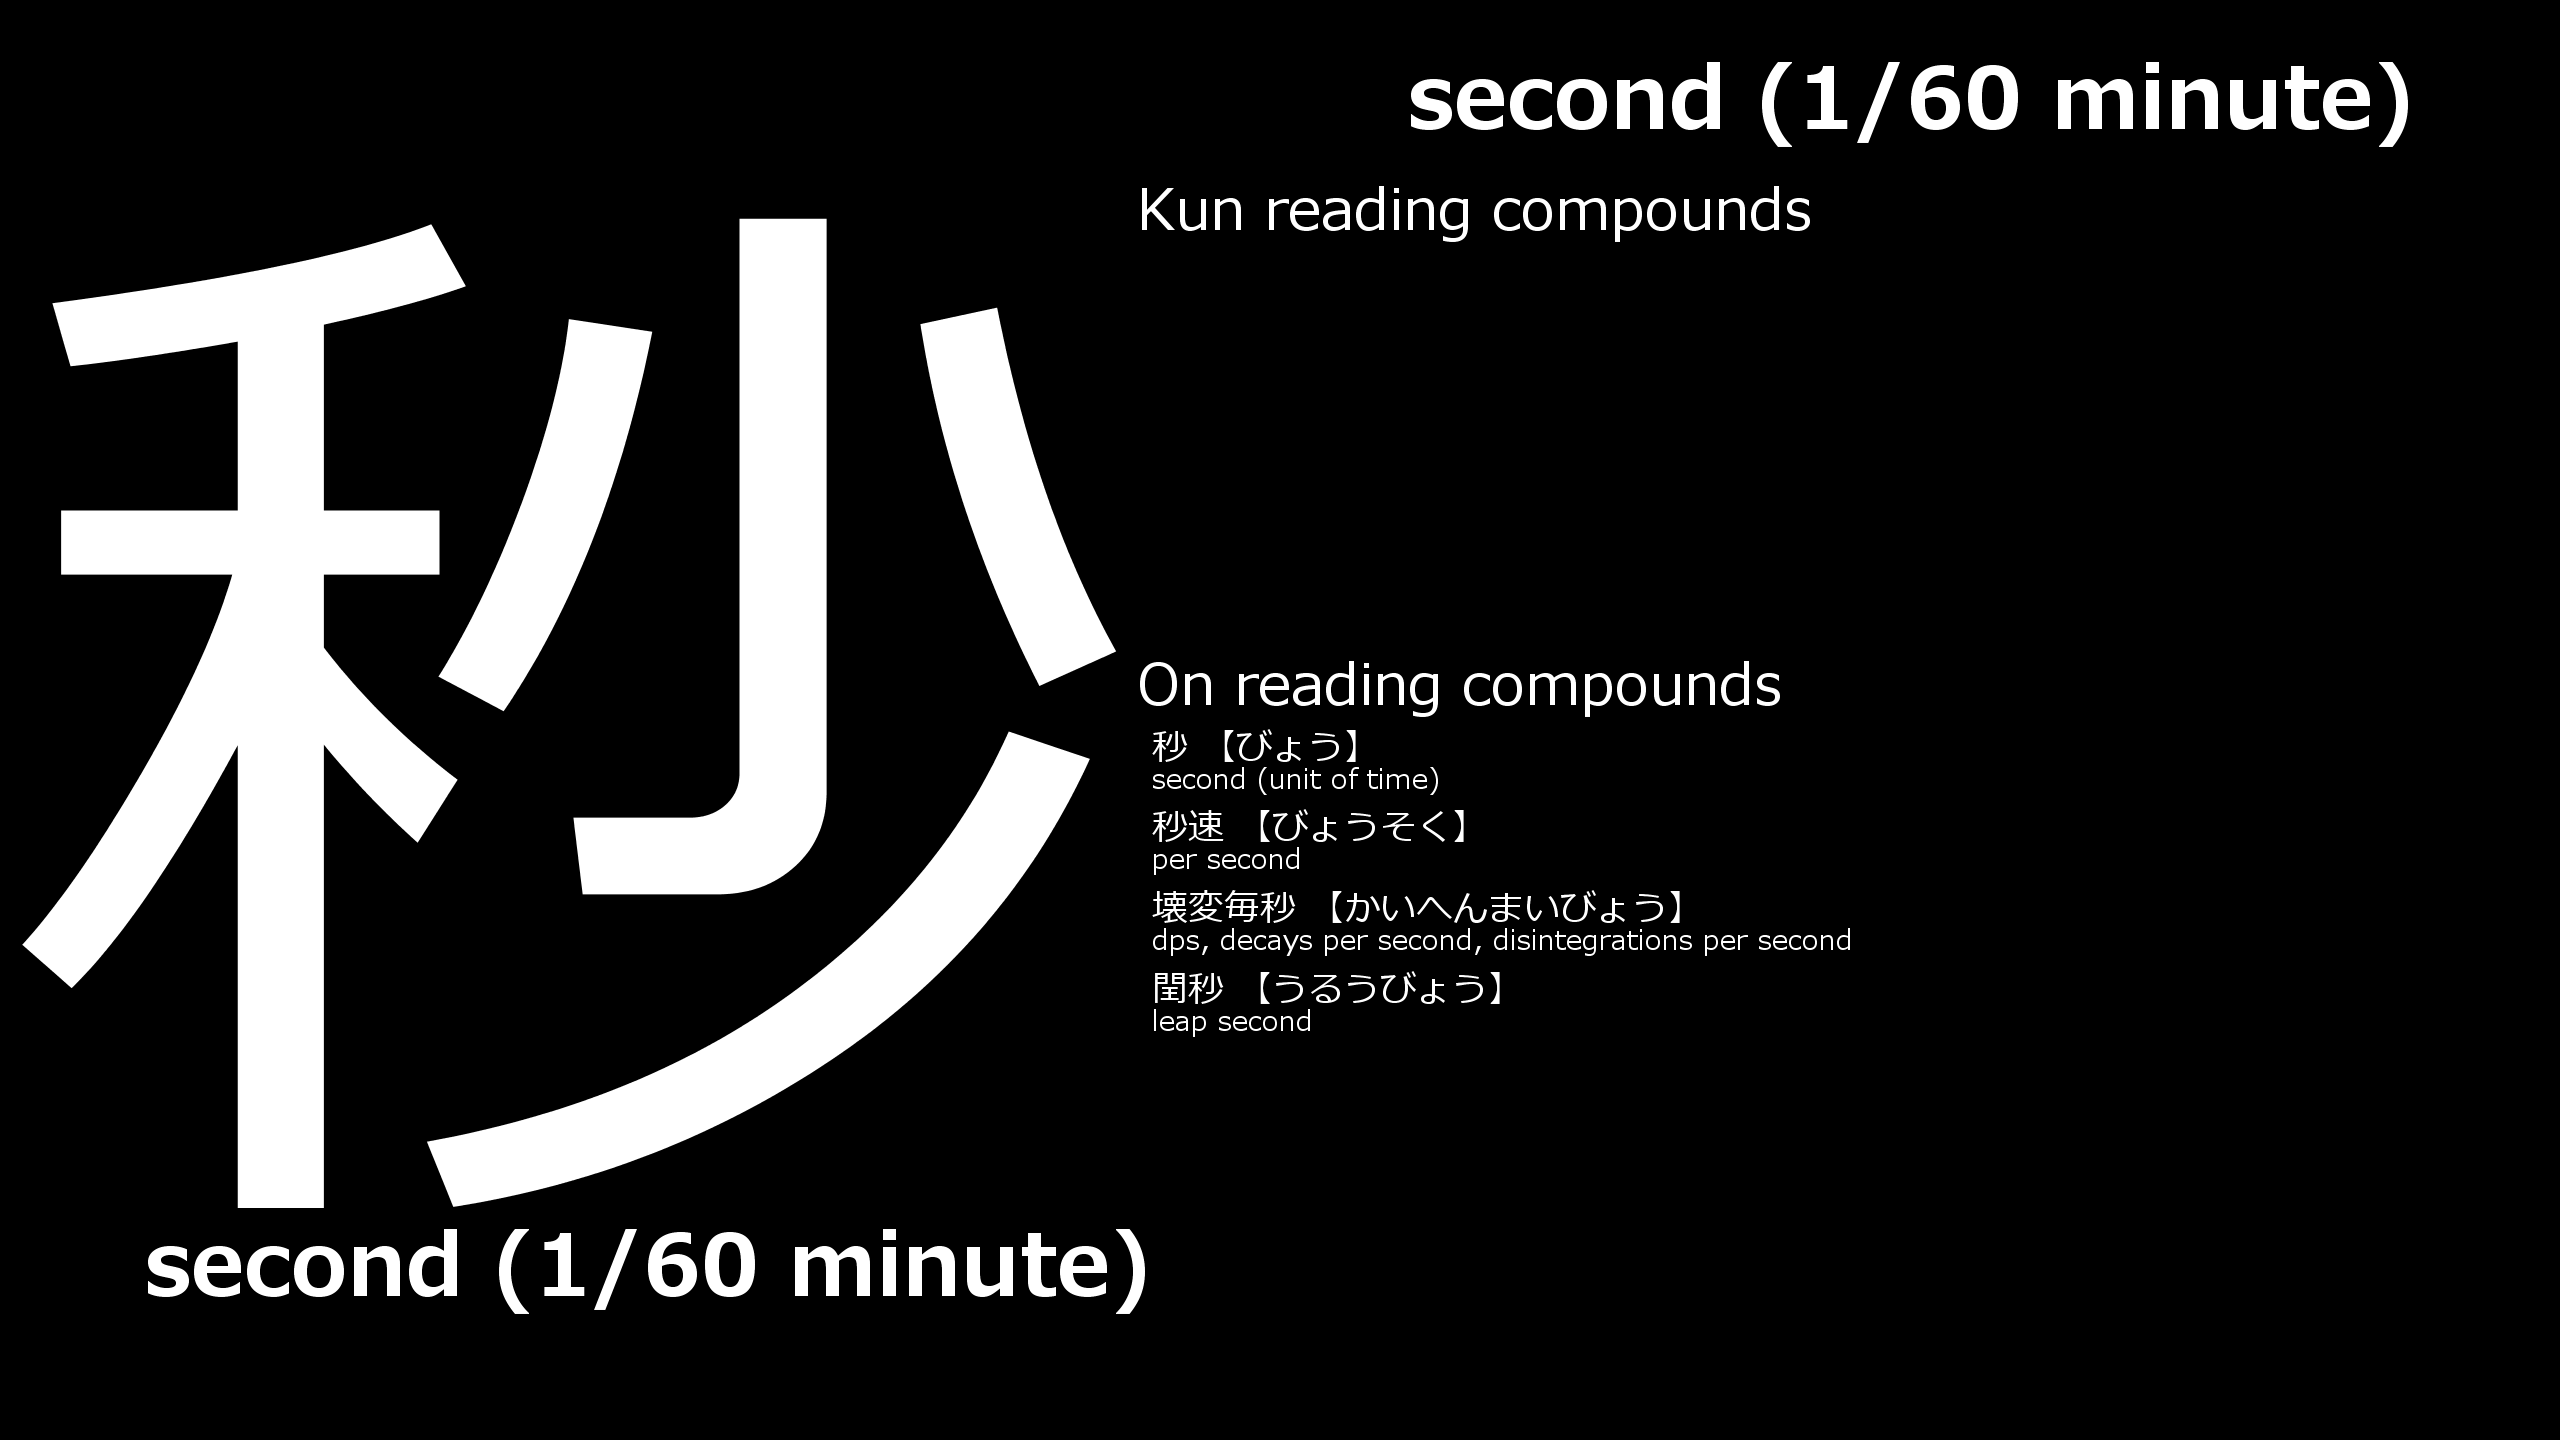 second (1/60 minute)
秒
Kun reading compounds
On reading compounds
秒 【びょう】
second (unit of time)
秒速 【びょうそく】
per second
壊変毎秒 【かいへんまいびょう】
dps, decays per second, disintegrations per second
閏秒 【うるうびょう】
leap second
second (1/60 minute)